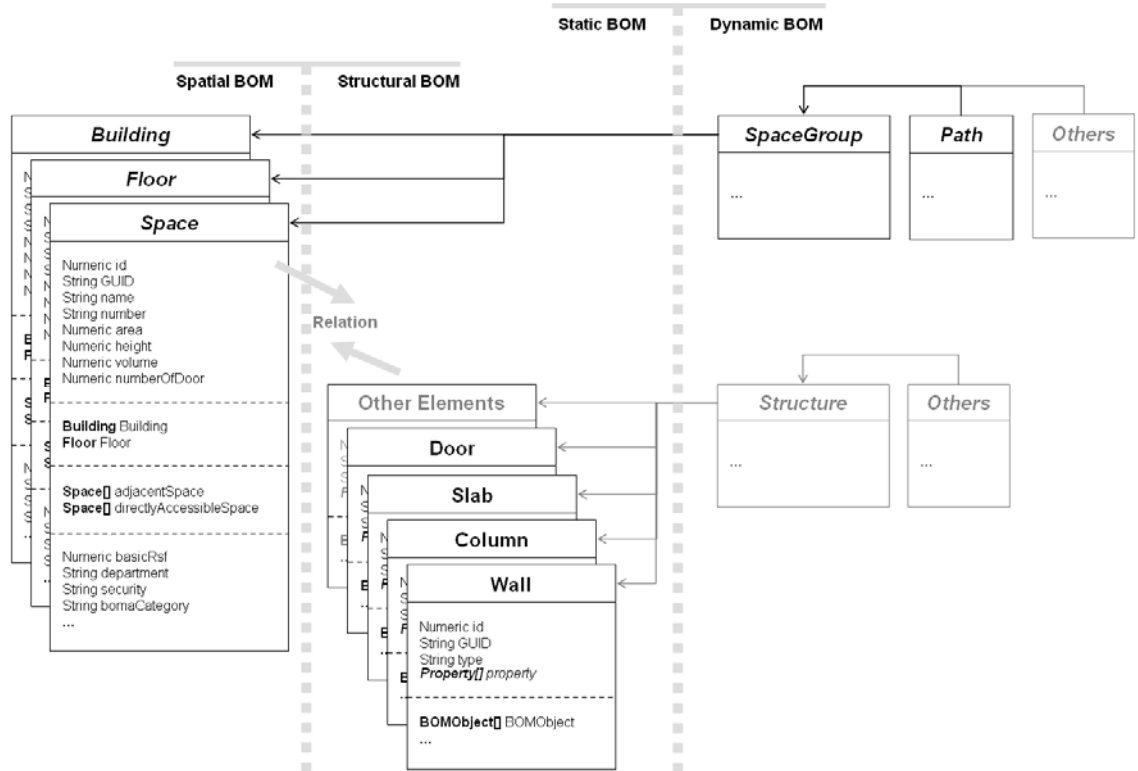 Static BOM
Dynamic BOM
Spatial BOM
Structural BOM
Building
Floor
Space
Numeric id
String GUID
String name
String number
Numeric area
Numeric height
Numeric volume
Numeric numberOfDoor
Building Building
Floor Floor
Space[] adjacentSpace
Space[] directlyAccessibleSpace
Numeric basicRsf
String department
String security
String bomaCategory
...
Relation
SpaceGroup
...
Path
...
Others
...
Other Elements
Door
Slab
Column
Wall
Numeric id
String GUID
String type
Property[] property
BOMObject[] BOMObject
...
Structure
...
Others
...